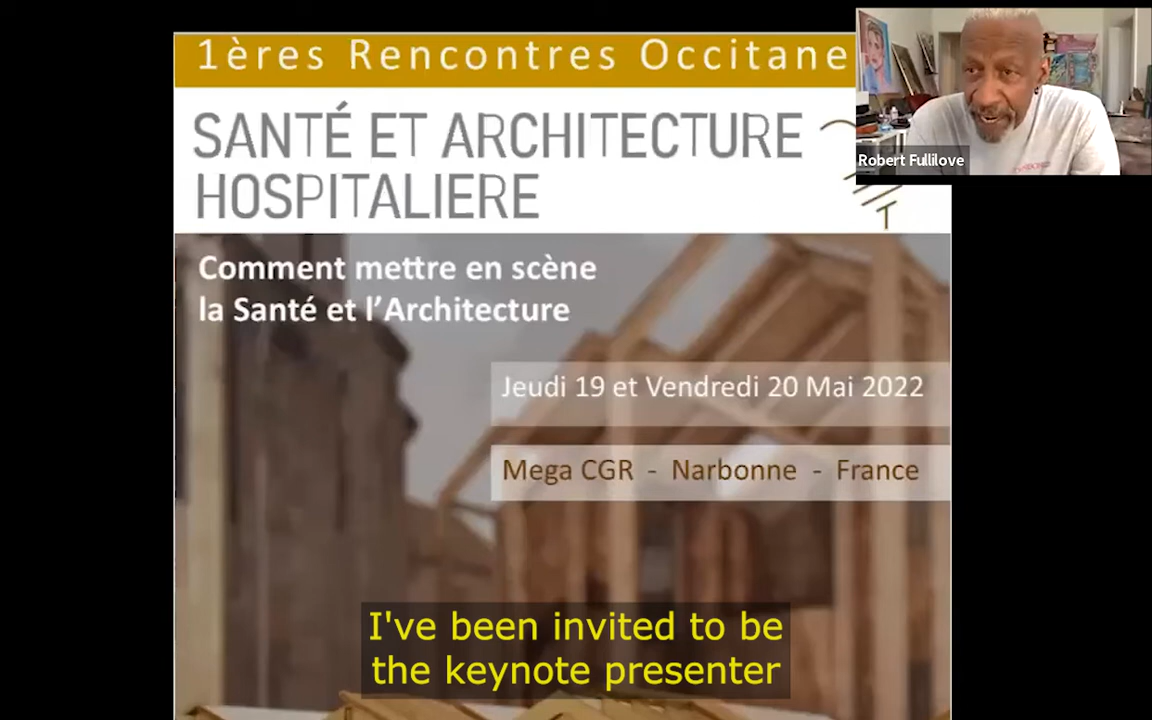 1ères Rencontres Occitane
SANTÉ ET ARCHITECTURE
HOSPITALIERE
Robert Fullilove
Comment mettre en scène
la Santé et l'Architecture
Jeudi 19 et Vendredi 20 Mai 2022
Mega CGR - Narbonne - France
I've been invited to be
the keynote presenter